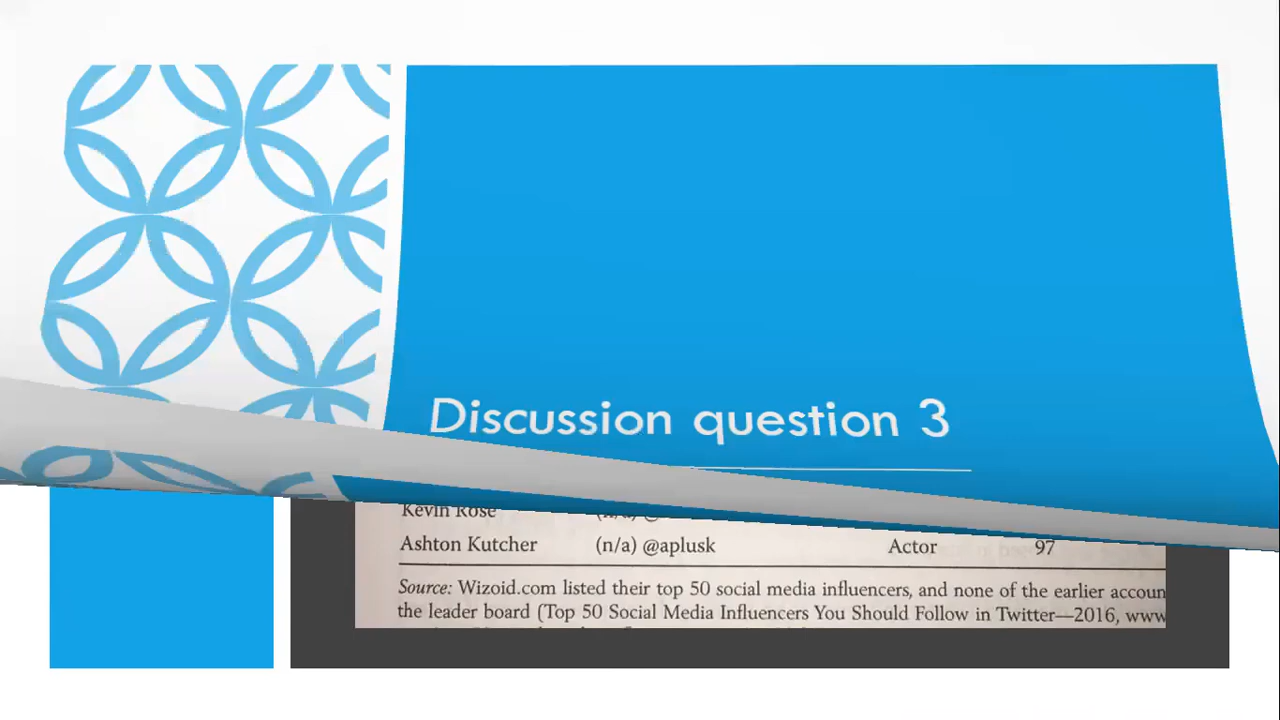 Discussion question 3
Kevin Rose
Ashton Kutcher (n/a) @aplusk Actor 97
Source: Wizoid.com listed their top 50 social media influencers, and none of the earlier accoun
the leader board (Top 50 Social Media Influencers You Should Follow in Twitter—2016, www